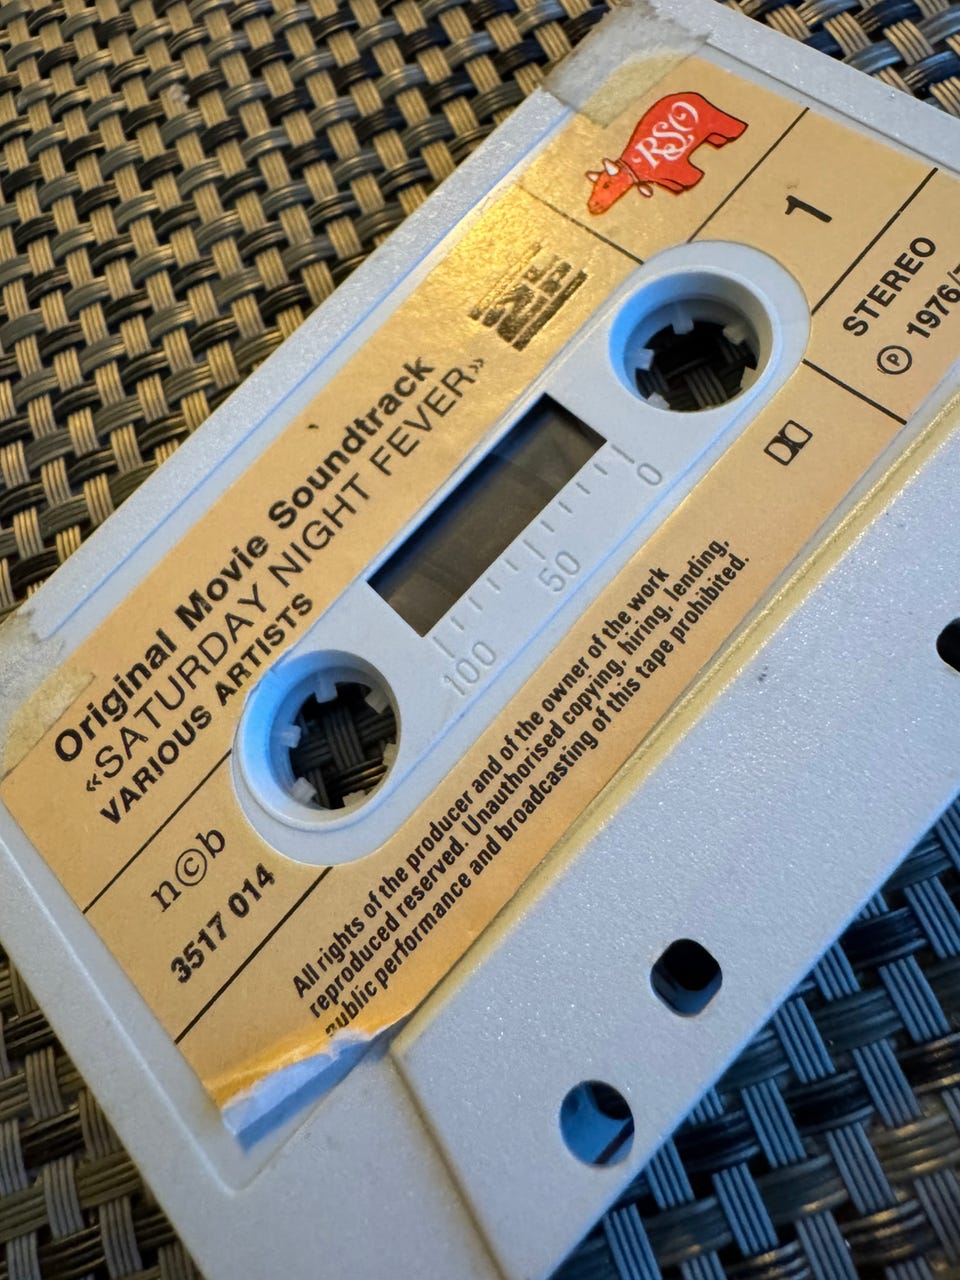 RSO
1
STEREO
℗ 1976/7
Original Movie Soundtrack
«SATURDAY NIGHT FEVER»
VARIOUS ARTISTS
n©b
3517 014
0
50
100
All rights of the producer and of the owner of the work
reproduced reserved. Unauthorised copying, hiring, lending,
public performance and broadcasting of this tape prohibited.